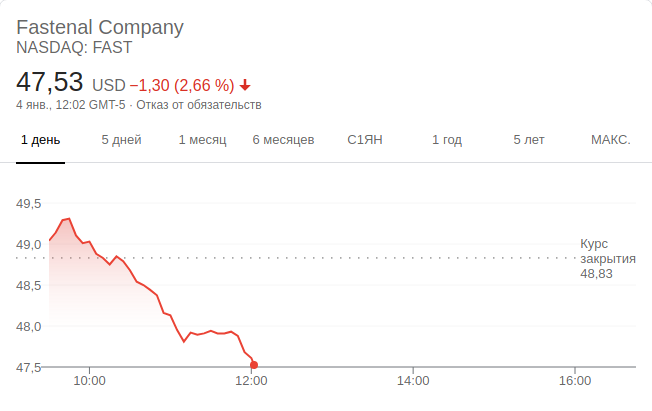 Fastenal Company
NASDAQ: FAST
47,53 USD −1,30 (2,66 %)
4 янв., 12:02 GMT-5 · Отказ от обязательств
1 день 5 дней 1 месяц 6 месяцев С1ЯН 1 год 5 лет МАКС.
49,5
49,0
48,5
48,0
47,5
Курс
закрытия
48,83
10:00 12:00 14:00 16:00